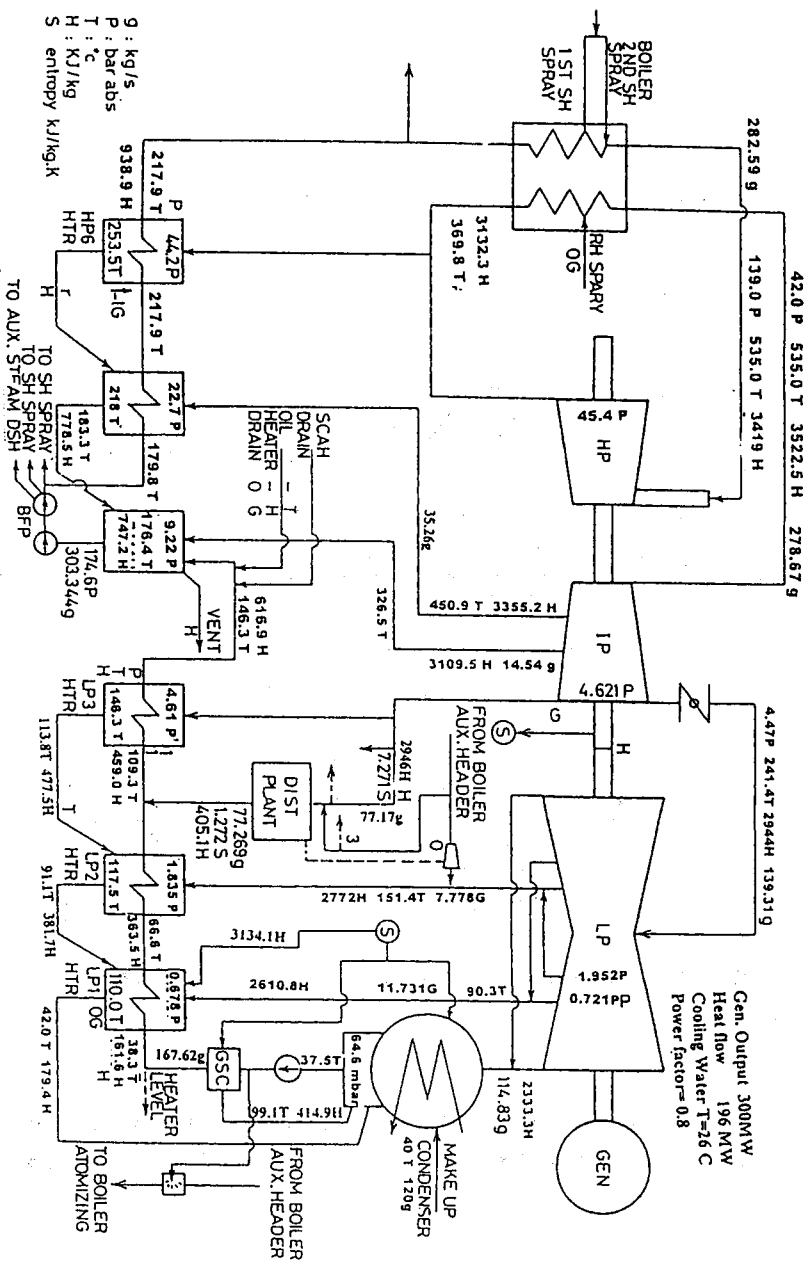 Gen. Output 300MW
Heat flow 196 MW
Cooling Water T=26 C
Power factor= 0.8
42.0 P 535.0 T 3522.5 H 278.67 g
139.0 P 535.0 T 3419 H
282.59 g
BOILER
2ND SH
SPRAY
1ST SH
SPRAY
RH SPARY
OG
3132.3 H
369.8 T
45.4 P
HP
IP
4.621 P
4.47P 241.4T 2944H 139.31 g
LP
1.952P
0.721P
GEN
G
H
S
450.9 T 3355.2 H
35.26g
326.5 T
3109.5 H 14.54 g
FROM BOILER
AUX.HEADER
2946H H
7.271S
77.17g
3
0
DIST
PLANT
77.269g
1.272 S
405.1H
2772H 151.4T 7.778G
S
3134.1H
2610.8H 11.731G 90.3T
2333.3H
114.83g
MAKE UP
CONDENSER
40 T 120g
64.6 mbar
37.5T
99.1T 414.9H
GSC
167.62g
FROM BOILER
AUX.HEADER
TO BOILER
ATOMIZING
HEATER
LEVEL
38.3 T
161.6 H
H
0.678 P
110.0 T
LP1
HTR
OG
42.0 T 179.4 H
66.8 T
363.5 H
1.835 P
117.5 T
LP2
HTR
91.1T 381.7H
109.3 T
459.0 H
4.61 P
148.3 T
LP3
HTR
P
T
H
113.8T 477.5H
T
616.9 H
146.3 T
SCAH
DRAIN
OIL - T
HEATER - H
DRAIN O G
VENT
H
9.22 P
176.4 T
747.2 H
174.6P
303.344g
BFP
TO SH SPRAY
TO SH SPRAY
TO AUX. STEAM DSH
179.8 T
22.7 P
218 T
183.3 T
778.5 H
217.9 T
44.2P
253.5T
HP6
HTR
P
r
H
217.9 T
938.9 H
g : kg/s
P : bar abs
T : °c
H : KJ/kg
S entropy kJ/kg.K